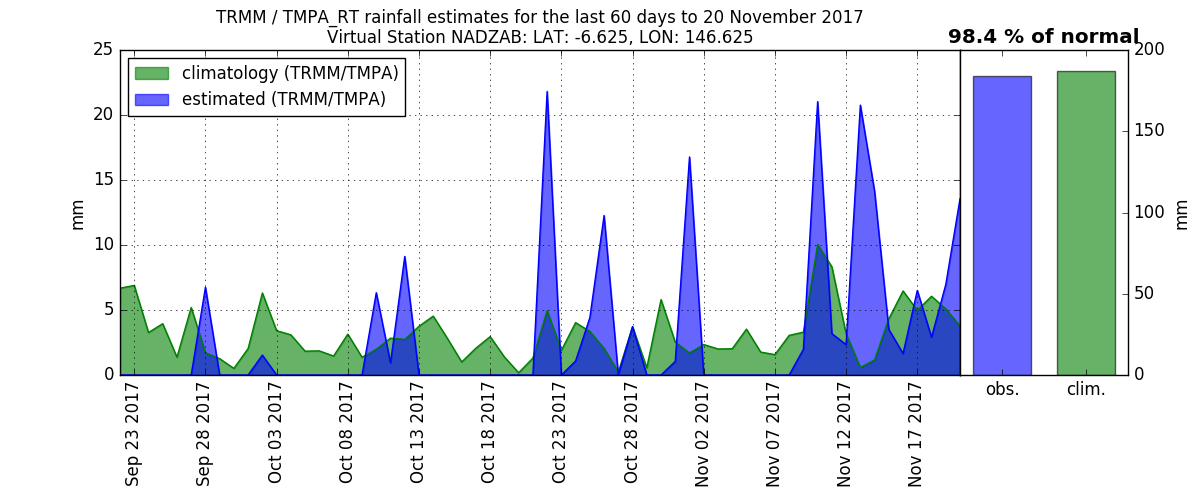 TRMM / TMPA_RT rainfall estimates for the last 60 days to 20 November 2017
Virtual Station NADZAB: LAT: -6.625, LON: 146.625
98.4 % of normal
climatology (TRMM/TMPA)
estimated (TRMM/TMPA)
25
20
15
10
5
0
mm
200
150
100
50
0
mm
Sep 23 2017
Sep 28 2017
Oct 03 2017
Oct 08 2017
Oct 13 2017
Oct 18 2017
Oct 23 2017
Oct 28 2017
Nov 02 2017
Nov 07 2017
Nov 12 2017
Nov 17 2017
obs.
clim.